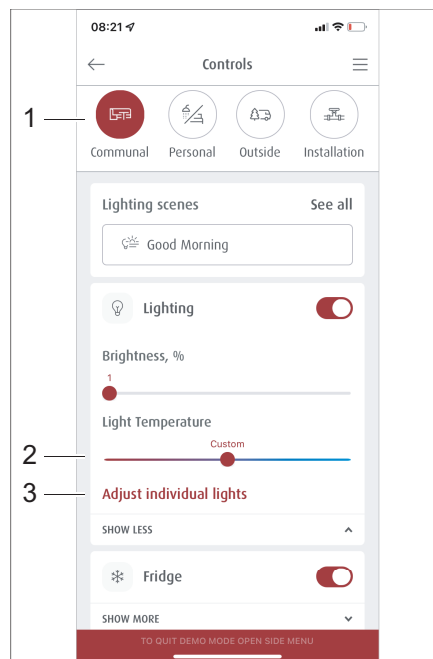 08:21
Controls
1
Communal Personal Outside Installation
Lighting scenes See all
Good Morning
Lighting
Brightness, %
1
Light Temperature
Custom
2
3 Adjust individual lights
SHOW LESS
Fridge
SHOW MORE
TO QUIT DEMO MODE OPEN SIDE MENU